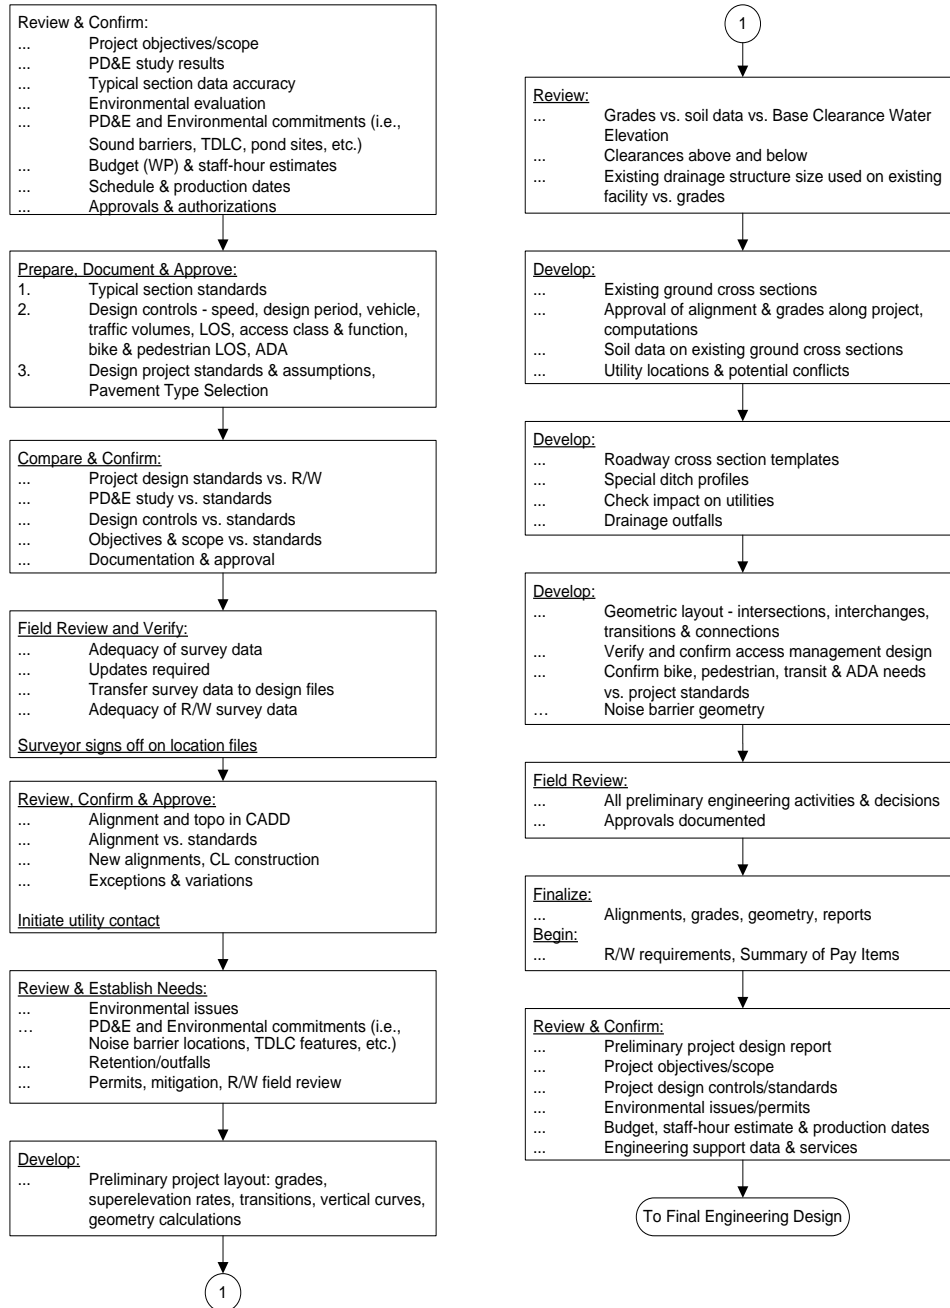 Review & Confirm:
... Project objectives/scope
... PD&E study results
... Typical section data accuracy
... Environmental evaluation
... PD&E and Environmental commitments (i.e.,
Sound barriers, TDLC, pond sites, etc.)
... Budget (WP) & staff-hour estimates
... Schedule & production dates
... Approvals & authorizations
Prepare, Document & Approve:
1. Typical section standards
2. Design controls - speed, design period, vehicle,
traffic volumes, LOS, access class & function,
bike & pedestrian LOS, ADA
3. Design project standards & assumptions,
Pavement Type Selection
Compare & Confirm:
... Project design standards vs. R/W
... PD&E study vs. standards
... Design controls vs. standards
... Objectives & scope vs. standards
... Documentation & approval
Field Review and Verify:
... Adequacy of survey data
... Updates required
... Transfer survey data to design files
... Adequacy of R/W survey data
Surveyor signs off on location files
Review, Confirm & Approve:
... Alignment and topo in CADD
... Alignment vs. standards
... New alignments, CL construction
... Exceptions & variations
Initiate utility contact
Review & Establish Needs:
... Environmental issues
... PD&E and Environmental commitments (i.e.,
Noise barrier locations, TDLC features, etc.)
... Retention/outfalls
... Permits, mitigation, R/W field review
Develop:
... Preliminary project layout: grades,
superelevation rates, transitions, vertical curves,
geometry calculations
1
1
Review:
... Grades vs. soil data vs. Base Clearance Water
Elevation
... Clearances above and below
... Existing drainage structure size used on existing
facility vs. grades
Develop:
... Existing ground cross sections
... Approval of alignment & grades along project,
computations
... Soil data on existing ground cross sections
... Utility locations & potential conflicts
Develop:
... Roadway cross section templates
... Special ditch profiles
... Check impact on utilities
... Drainage outfalls
Develop:
... Geometric layout - intersections, interchanges,
transitions & connections
... Verify and confirm access management design
... Confirm bike, pedestrian, transit & ADA needs
vs. project standards
... Noise barrier geometry
Field Review:
... All preliminary engineering activities & decisions
... Approvals documented
Finalize:
... Alignments, grades, geometry, reports
Begin:
... R/W requirements, Summary of Pay Items
Review & Confirm:
... Preliminary project design report
... Project objectives/scope
... Project design controls/standards
... Environmental issues/permits
... Budget, staff-hour estimate & production dates
... Engineering support data & services
To Final Engineering Design